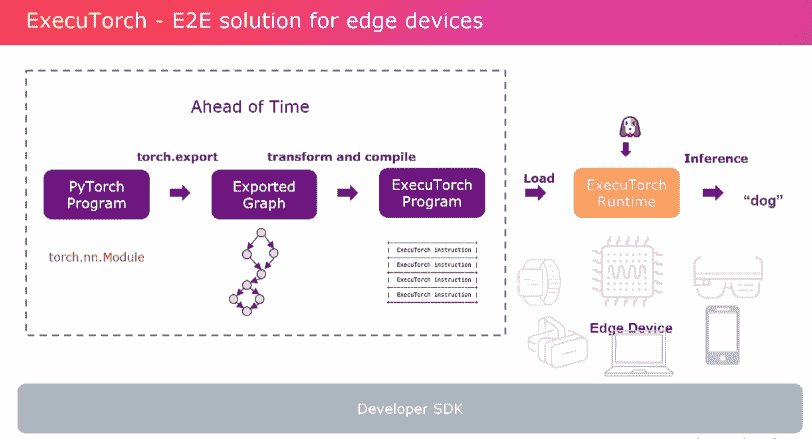 ExecuTorch - E2E solution for edge devices
Ahead of Time
torch.export
transform and compile
PyTorch
Program
Exported
Graph
ExecuTorch
Program
Load
ExecuTorch
Runtime
Inference
“dog”
torch.nn.Module
ExecuTorch instruction
ExecuTorch instruction
ExecuTorch instruction
ExecuTorch instruction
Edge Device
Developer SDK